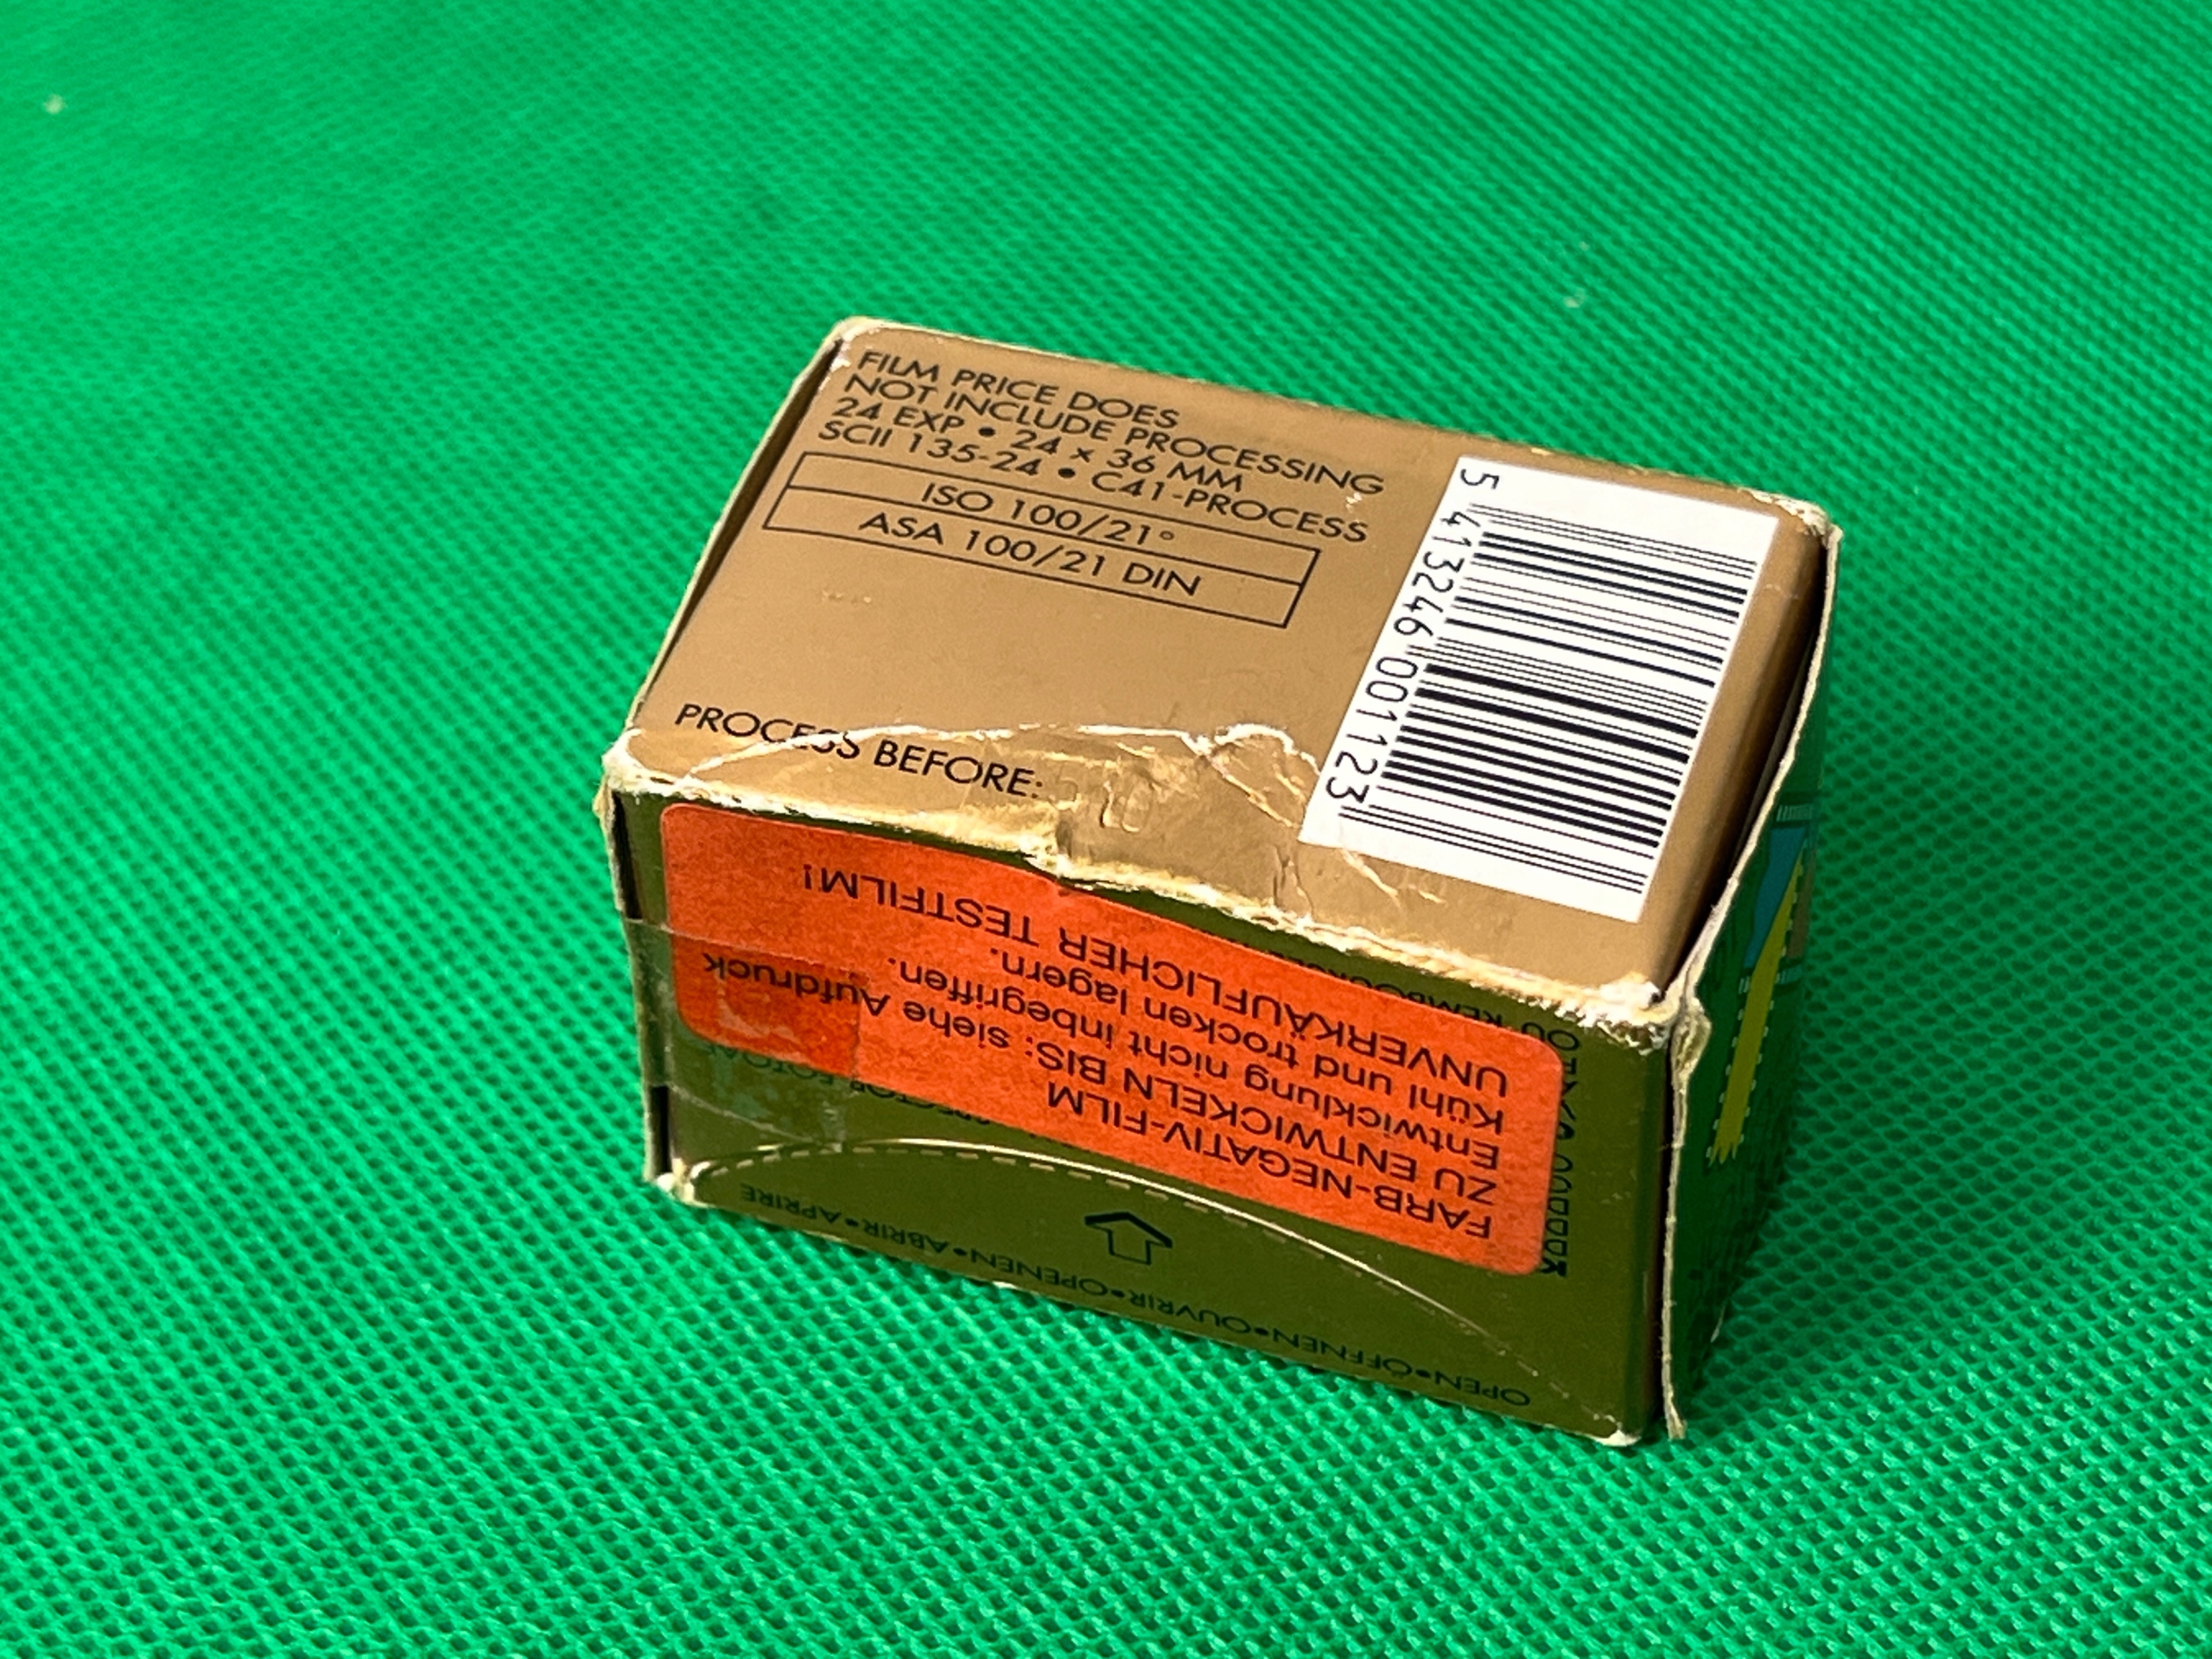 FILM PRICE DOES
NOT INCLUDE PROCESSING
24 EXP • 24 x 36 MM
SCII 135-24 • C41-PROCESS
ISO 100/21°
ASA 100/21 DIN
PROCESS BEFORE:
5 413246 001123
FARB-NEGATIV-FILM
ZU ENTWICKELN BIS: siehe Aufdruck
Entwicklung nicht inbegriffen.
Kühl und trocken lagern.
UNVERKÄUFLICHER TESTFILM!
OPEN•ÖFFNEN•OUVRIR•OPENEN•ABRIR•APRIRE